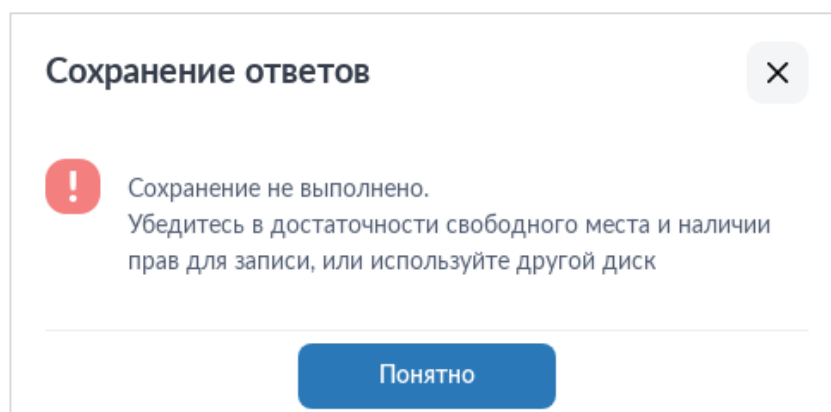 Сохранение ответов
Сохранение не выполнено.
Убедитесь в достаточности свободного места и наличии
прав для записи, или используйте другой диск
Понятно